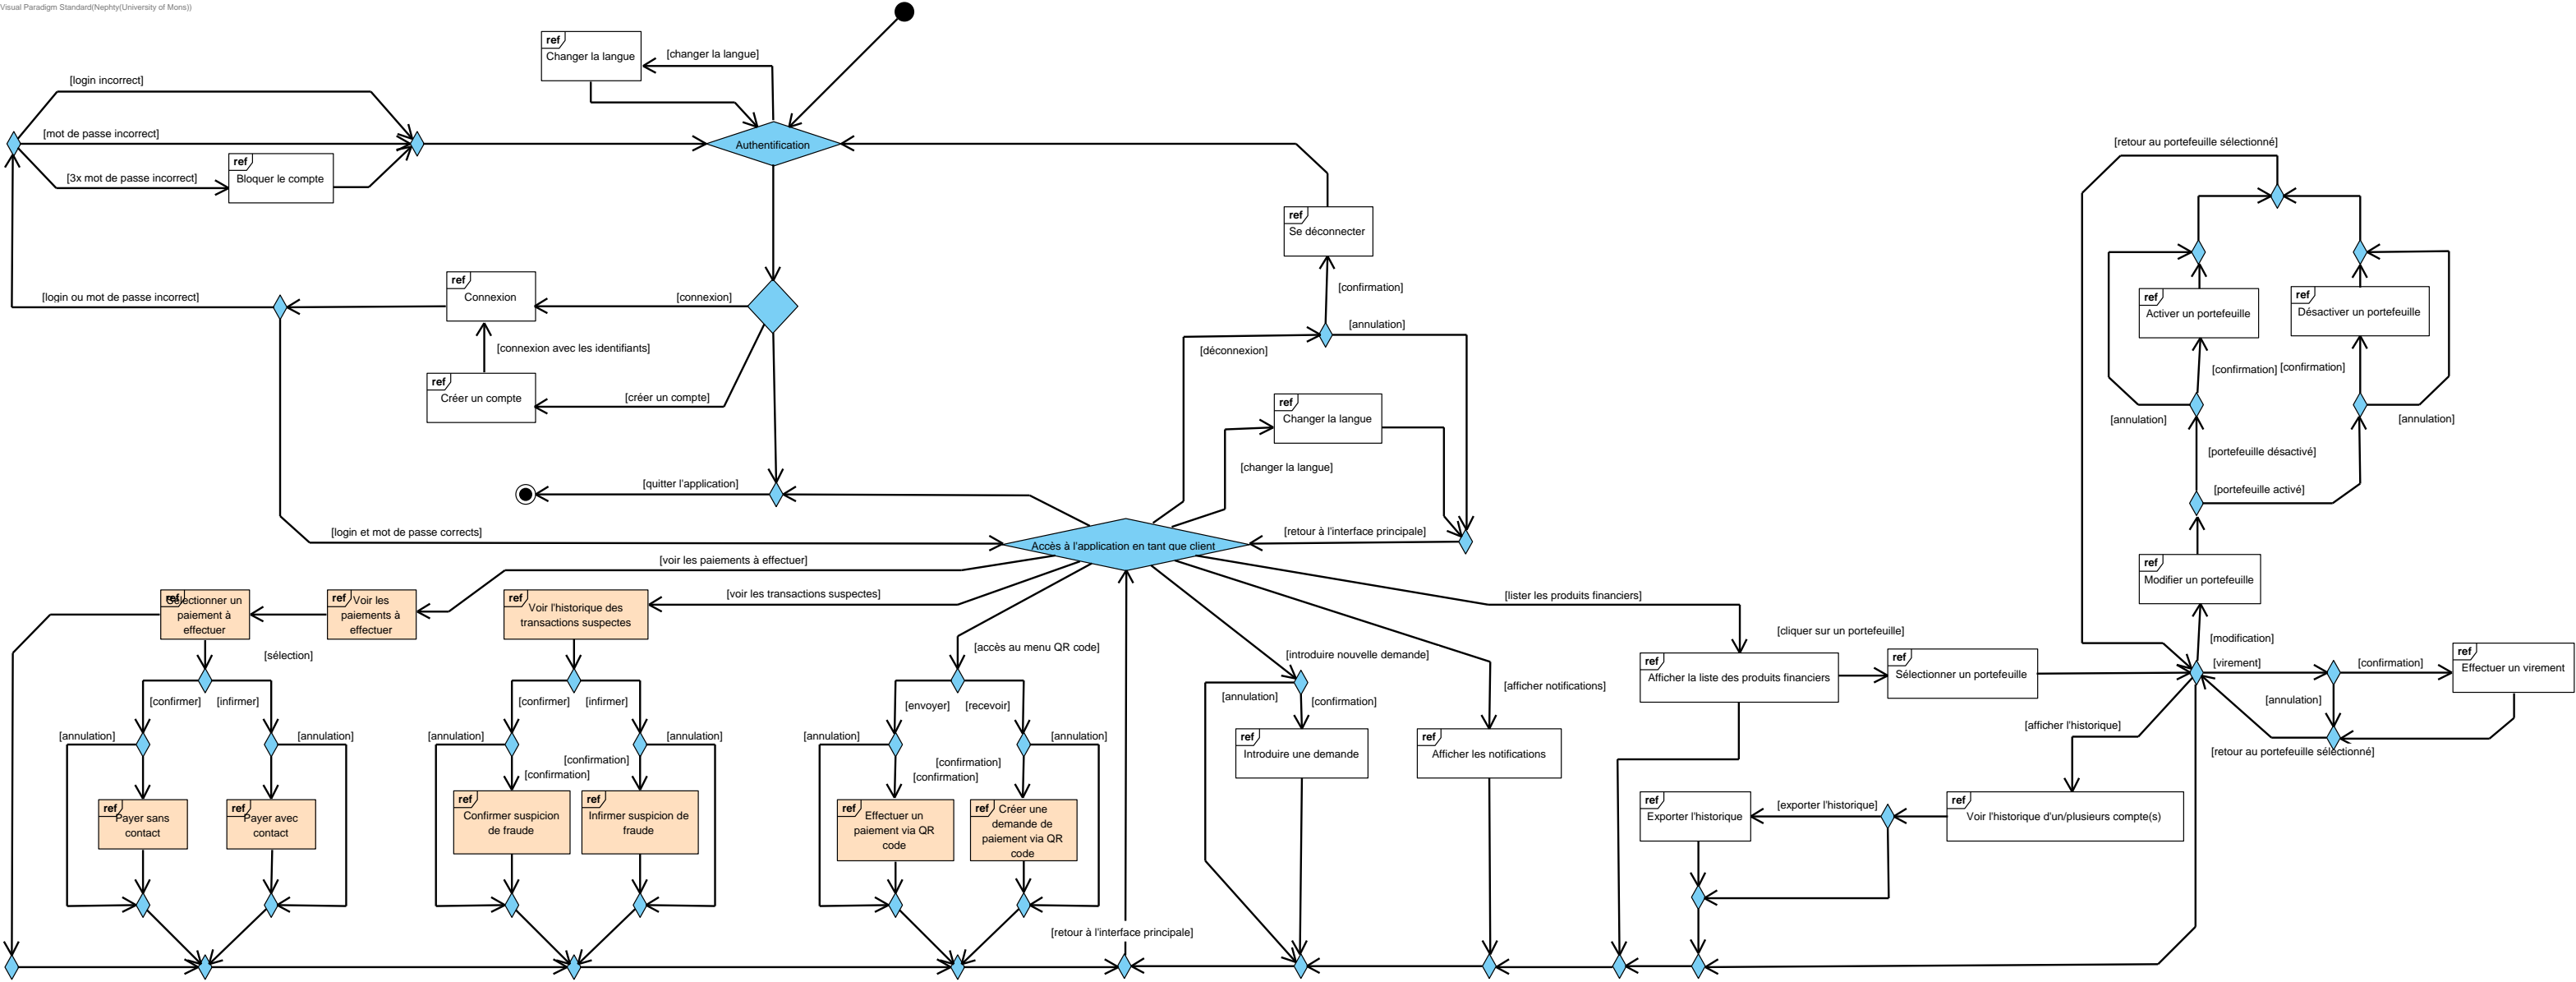 Visual Paradigm Standard(Nephty(University of Mons))
ref
Changer la langue
[changer la langue]
[login incorrect]
[mot de passe incorrect]
[3x mot de passe incorrect]
ref
Bloquer le compte
Authentification
[retour au portefeuille sélectionné]
ref
Se déconnecter
[confirmation]
[annulation]
[déconnexion]
[login ou mot de passe incorrect]
ref
Connexion
[connexion]
[connexion avec les identifiants]
ref
Créer un compte
[créer un compte]
ref
Activer un portefeuille
ref
Désactiver un portefeuille
[confirmation]
[confirmation]
[annulation]
[annulation]
[portefeuille désactivé]
[portefeuille activé]
ref
Changer la langue
[changer la langue]
[quitter l'application]
[login et mot de passe corrects]
Accès à l'application en tant que client
[retour à l'interface principale]
ref
Modifier un portefeuille
[modification]
[voir les paiements à effectuer]
[voir les transactions suspectes]
[lister les produits financiers]
ref
Sélectionner un
paiement à
effectuer
ref
Voir les
paiements à
effectuer
ref
Voir l'historique des
transactions suspectes
[sélection]
[accès au menu QR code]
[introduire nouvelle demande]
[afficher notifications]
[cliquer sur un portefeuille]
ref
Afficher la liste des produits financiers
ref
Sélectionner un portefeuille
[virement]
[confirmation]
ref
Effectuer un virement
[annulation]
[retour au portefeuille sélectionné]
[afficher l'historique]
[confirmer]
[infirmer]
[annulation]
[annulation]
ref
Payer sans
contact
ref
Payer avec
contact
[confirmer]
[infirmer]
[annulation]
[annulation]
[confirmation]
[confirmation]
ref
Confirmer suspicion
de fraude
ref
Infirmer suspicion de
fraude
[envoyer]
[recevoir]
[annulation]
[annulation]
[confirmation]
[confirmation]
ref
Effectuer un
paiement via QR
code
ref
Créer une
demande de
paiement via QR
code
[annulation]
[confirmation]
ref
Introduire une demande
ref
Afficher les notifications
ref
Exporter l'historique
[exporter l'historique]
ref
Voir l'historique d'un/plusieurs compte(s)
[retour à l'interface principale]